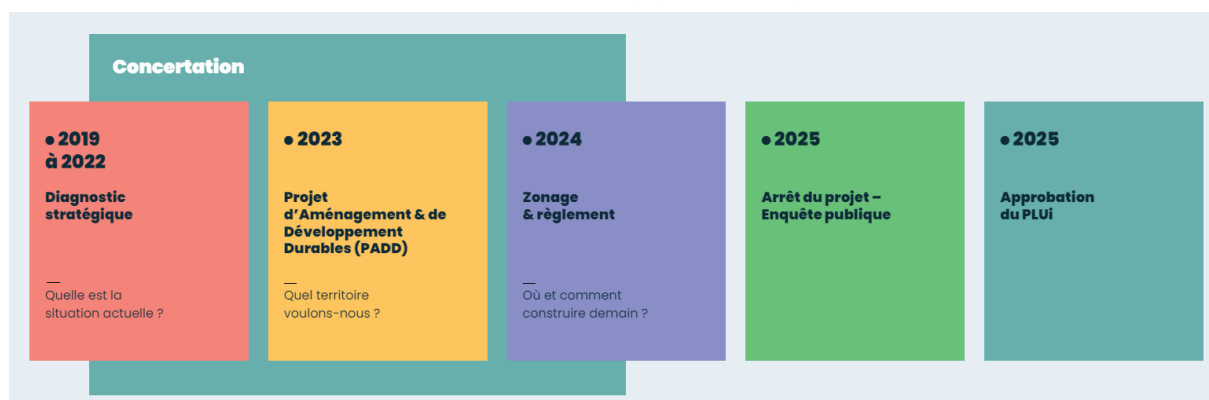 Concertation
• 2019
à 2022
Diagnostic
stratégique
—
Quelle est la
situation actuelle ?
• 2023
Projet
d’Aménagement & de
Développement
Durables (PADD)
—
Quel territoire
voulons-nous ?
• 2024
Zonage
& règlement
—
Où et comment
construire demain ?
• 2025
Arrêt du projet –
Enquête publique
• 2025
Approbation
du PLUi